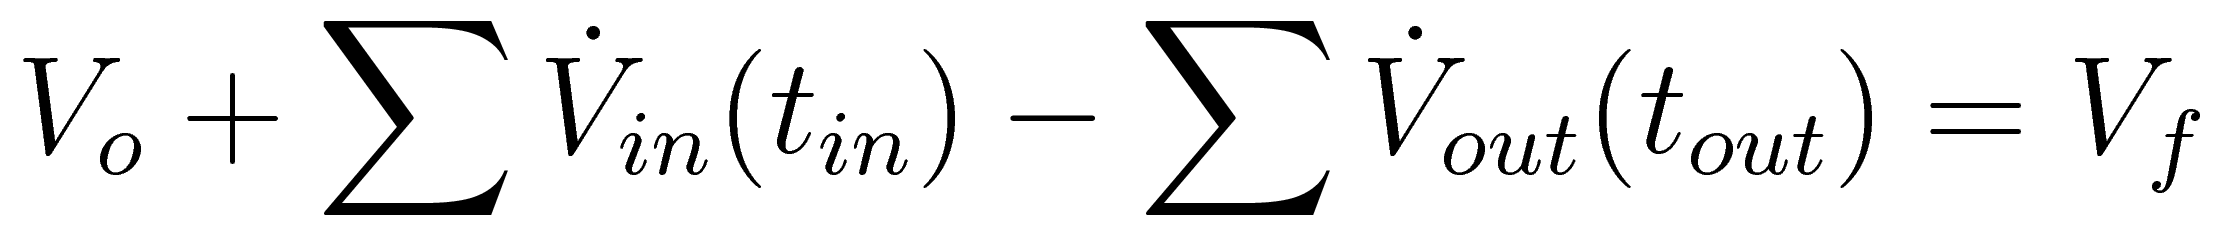 V_o + \sum \dot{V}_{in}(t_{in}) - \sum \dot{V}_{out}(t_{out}) = V_f